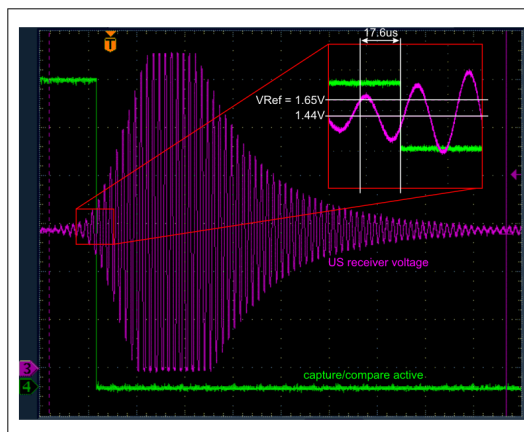 17.6us
T
VRef = 1.65V
1.44V
US receiver voltage
3
capture/compare active
4